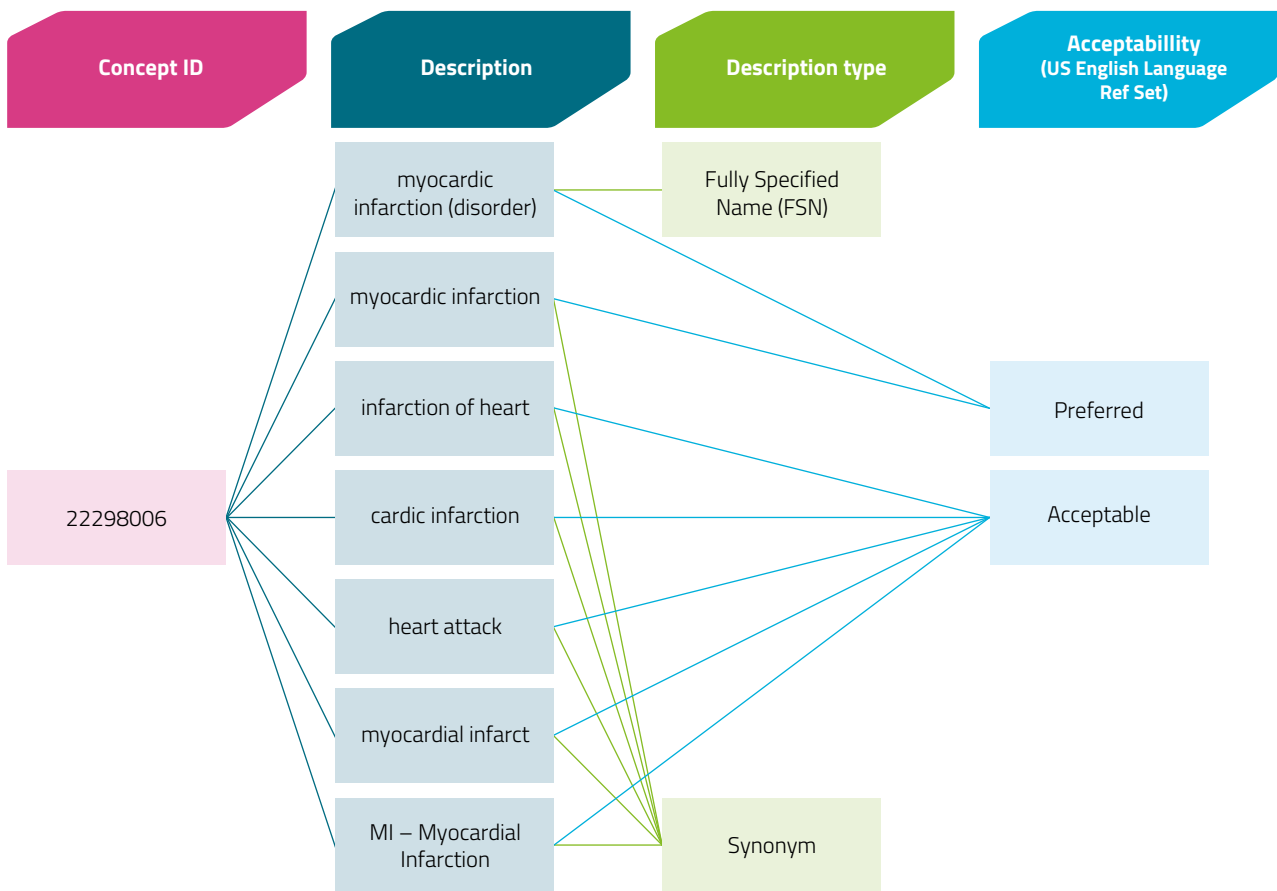 Concept ID
Description
Description type
Acceptabillity
(US English Language
Ref Set)
myocardic
infarction (disorder)
Fully Specified
Name (FSN)
myocardic infarction
infarction of heart
Preferred
22298006
cardic infarction
Acceptable
heart attack
myocardial infarct
MI – Myocardial
Infarction
Synonym